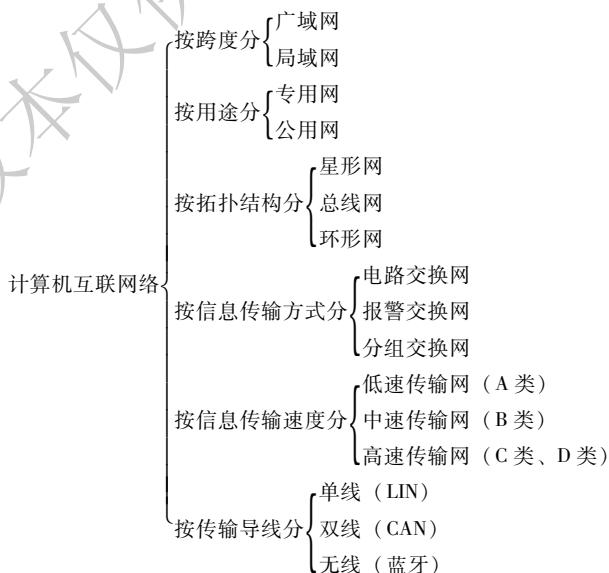 广域网
按跨度分
局域网
专用网
按用途分
公用网
星形网
按拓扑结构分 总线网
环形网
计算机互联网络
电路交换网
按信息传输方式分 报警交换网
分组交换网
低速传输网（A 类）
按信息传输速度分 中速传输网（B 类）
高速传输网（C 类、D 类）
单线（LIN）
按传输导线分 双线（CAN）
无线（蓝牙）
本仅